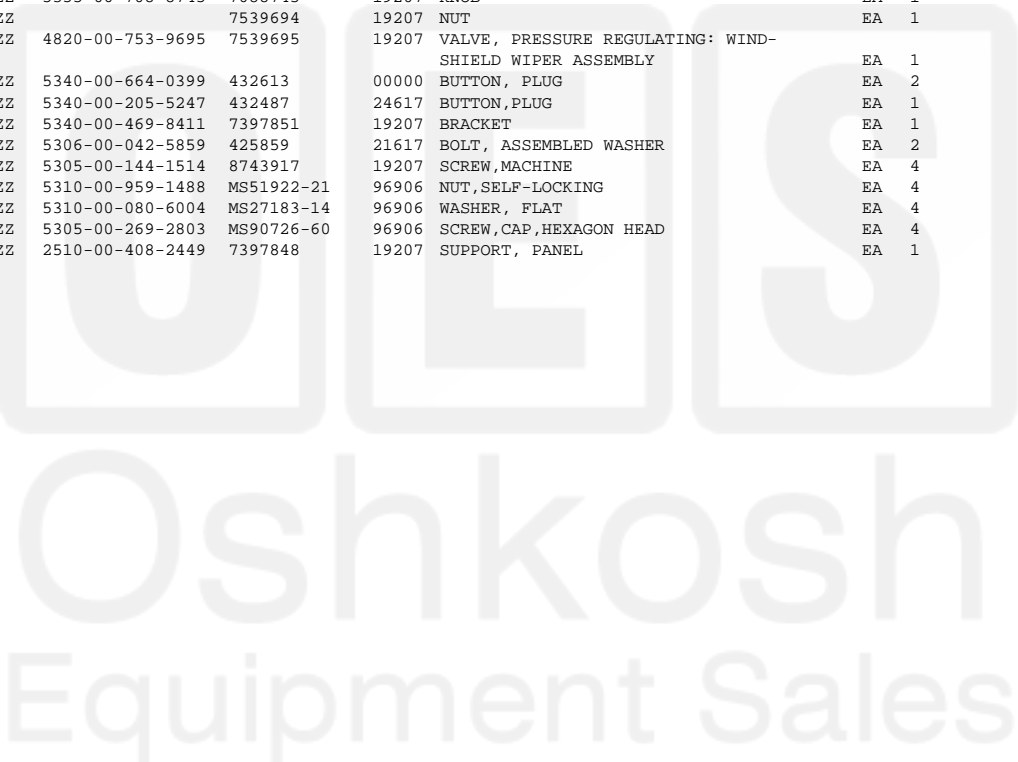 ZZ 7539694 19207 NUT EA 1
ZZ 4820-00-753-9695 7539695 19207 VALVE, PRESSURE REGULATING: WIND-
SHIELD WIPER ASSEMBLY EA 1
ZZ 5340-00-664-0399 432613 00000 BUTTON, PLUG EA 2
ZZ 5340-00-205-5247 432487 24617 BUTTON,PLUG EA 1
ZZ 5340-00-469-8411 7397851 19207 BRACKET EA 1
ZZ 5306-00-042-5859 425859 21617 BOLT, ASSEMBLED WASHER EA 2
ZZ 5305-00-144-1514 8743917 19207 SCREW,MACHINE EA 4
ZZ 5310-00-959-1488 MS51922-21 96906 NUT,SELF-LOCKING EA 4
ZZ 5310-00-080-6004 MS27183-14 96906 WASHER, FLAT EA 4
ZZ 5305-00-269-2803 MS90726-60 96906 SCREW,CAP,HEXAGON HEAD EA 4
ZZ 2510-00-408-2449 7397848 19207 SUPPORT, PANEL EA 1
OES
Oshkosh
Equipment Sales